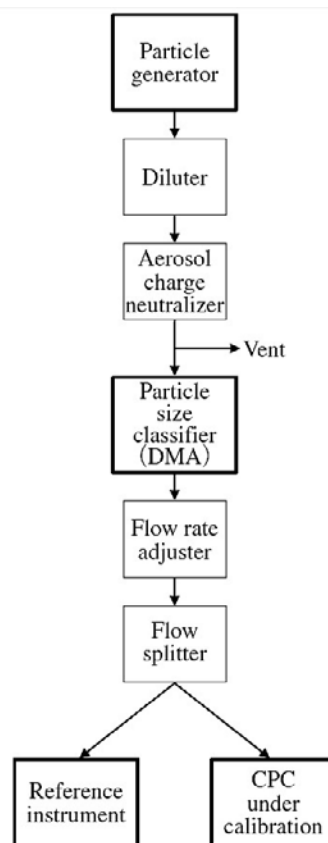 Particle
generator
Diluter
Aerosol
charge
neutralizer
Vent
Particle
size
classifier
(DMA)
Flow rate
adjuster
Flow
splitter
Reference
instrument
CPC
under
calibration